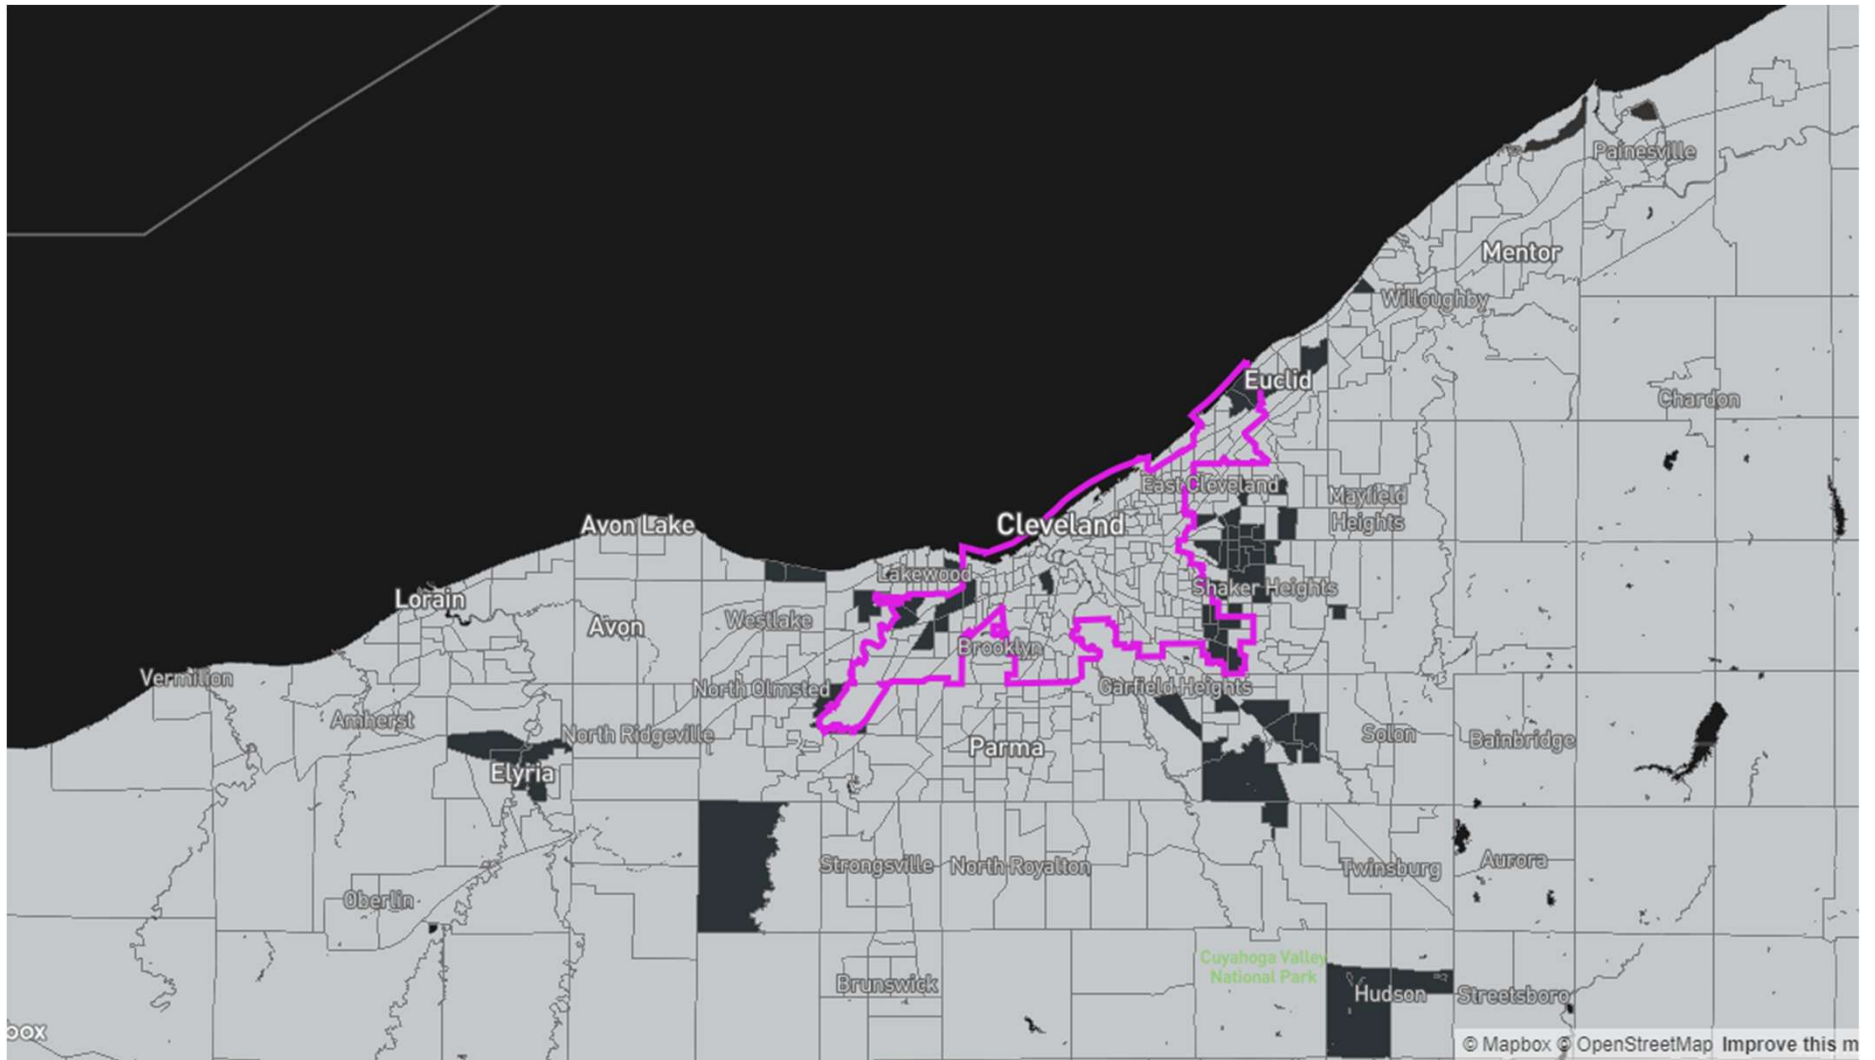 Painesville
Mentor
Willoughby
Euclid
Chardon
East Cleveland
Mayfield
Heights
Cleveland
Avon Lake
Lakewood
Shaker Heights
Lorain
Avon
Westlake
Brooklyn
Vermilion
North Olmsted
Garfield Heights
Amherst
North Ridgeville
Parma
Solon
Bainbridge
Elyria
Strongsville
North Royalton
Twinsburg
Aurora
Oberlin
Cuyahoga Valley
National Park
Brunswick
Hudson
Streetsboro
box
© Mapbox © OpenStreetMap Improve this m